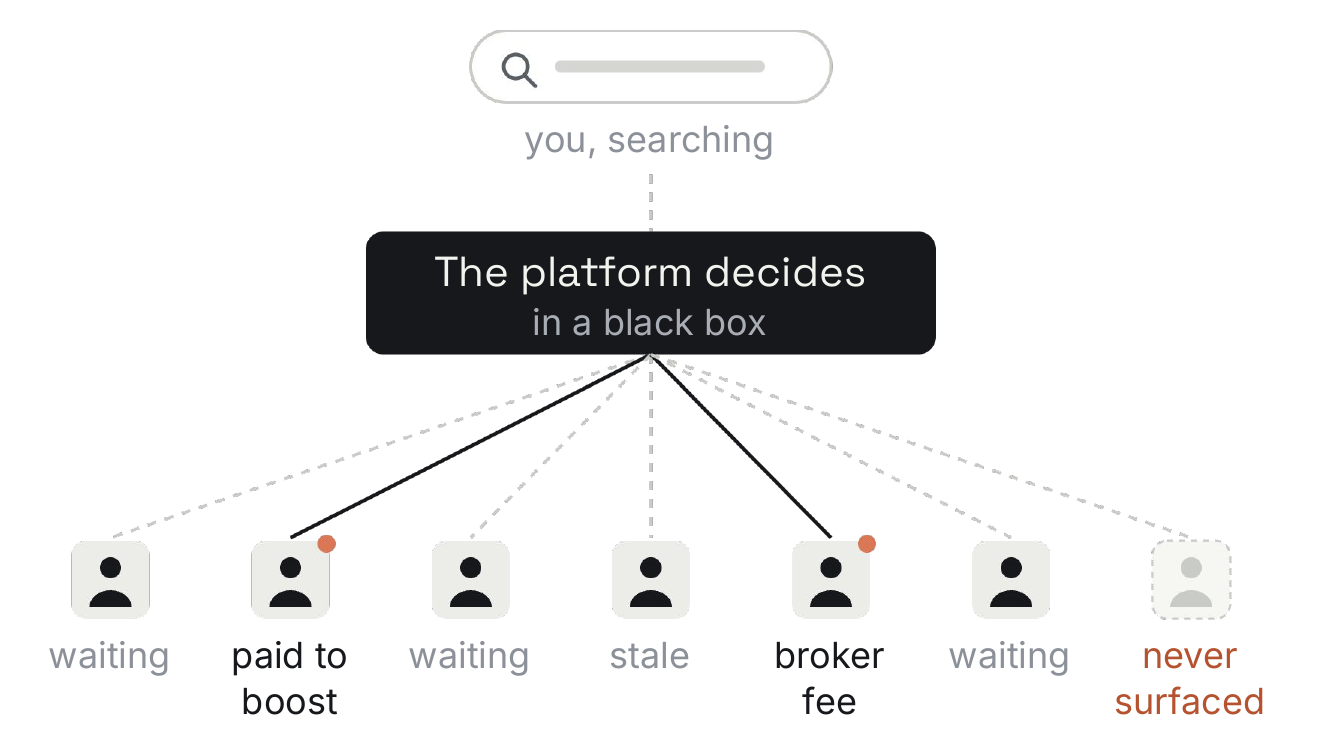 you, searching
The platform decides
in a black box
waiting
paid to
boost
waiting
stale
broker
fee
waiting
never
surfaced